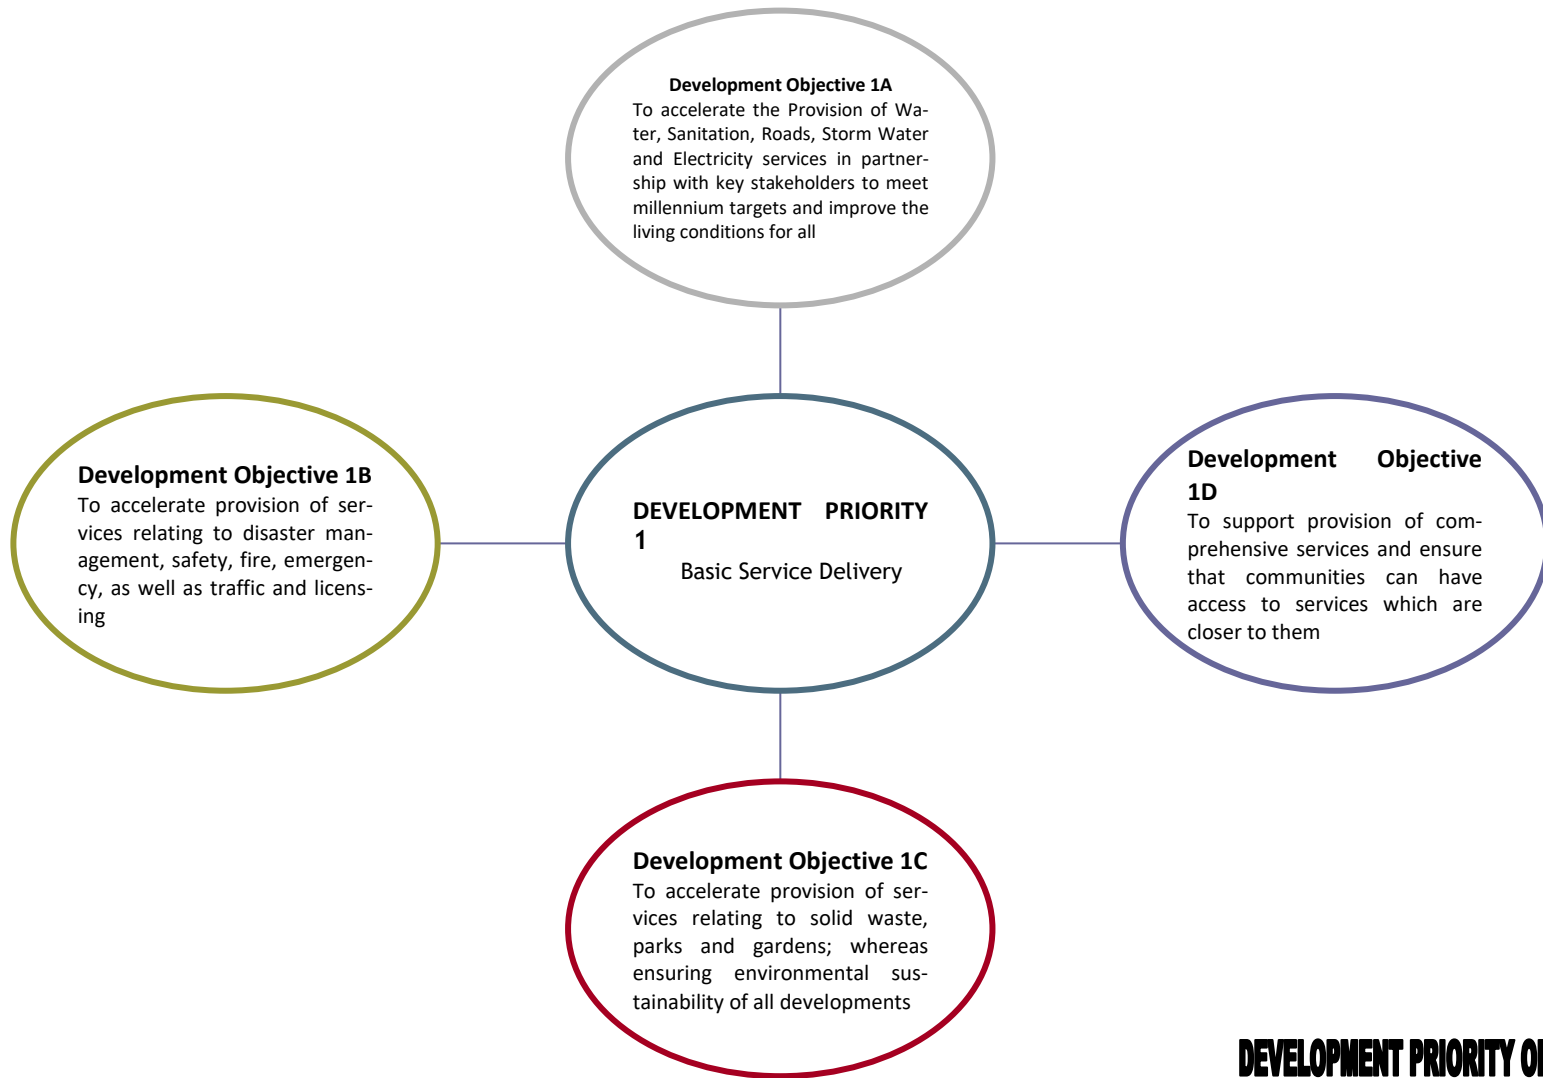 Development Objective 1A
To accelerate the Provision of Wa-
ter, Sanitation, Roads, Storm Water
and Electricity services in partner-
ship with key stakeholders to meet
millennium targets and improve the
living conditions for all
Development Objective 1B
To accelerate provision of ser-
vices relating to disaster man-
agement, safety, fire, emergen-
cy, as well as traffic and licens-
ing
DEVELOPMENT PRIORITY
1
Basic Service Delivery
Development Objective
1D
To support provision of com-
prehensive services and ensure
that communities can have
access to services which are
closer to them
Development Objective 1C
To accelerate provision of ser-
vices relating to solid waste,
parks and gardens; whereas
ensuring environmental sus-
tainability of all developments
DEVELOPMENT PRIORITY